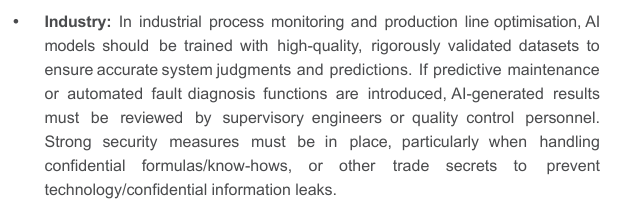 • Industry: In industrial process monitoring and production line optimisation, AI
models should be trained with high-quality, rigorously validated datasets to
ensure accurate system judgments and predictions. If predictive maintenance
or automated fault diagnosis functions are introduced, AI-generated results
must be reviewed by supervisory engineers or quality control personnel.
Strong security measures must be in place, particularly when handling
confidential formulas/know-hows, or other trade secrets to prevent
technology/confidential information leaks.